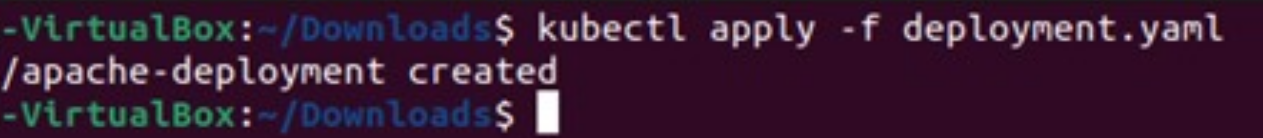 -VirtualBox:~/Downloads$ kubectl apply -f deployment.yaml
/apache-deployment created
-VirtualBox:~/Downloads$